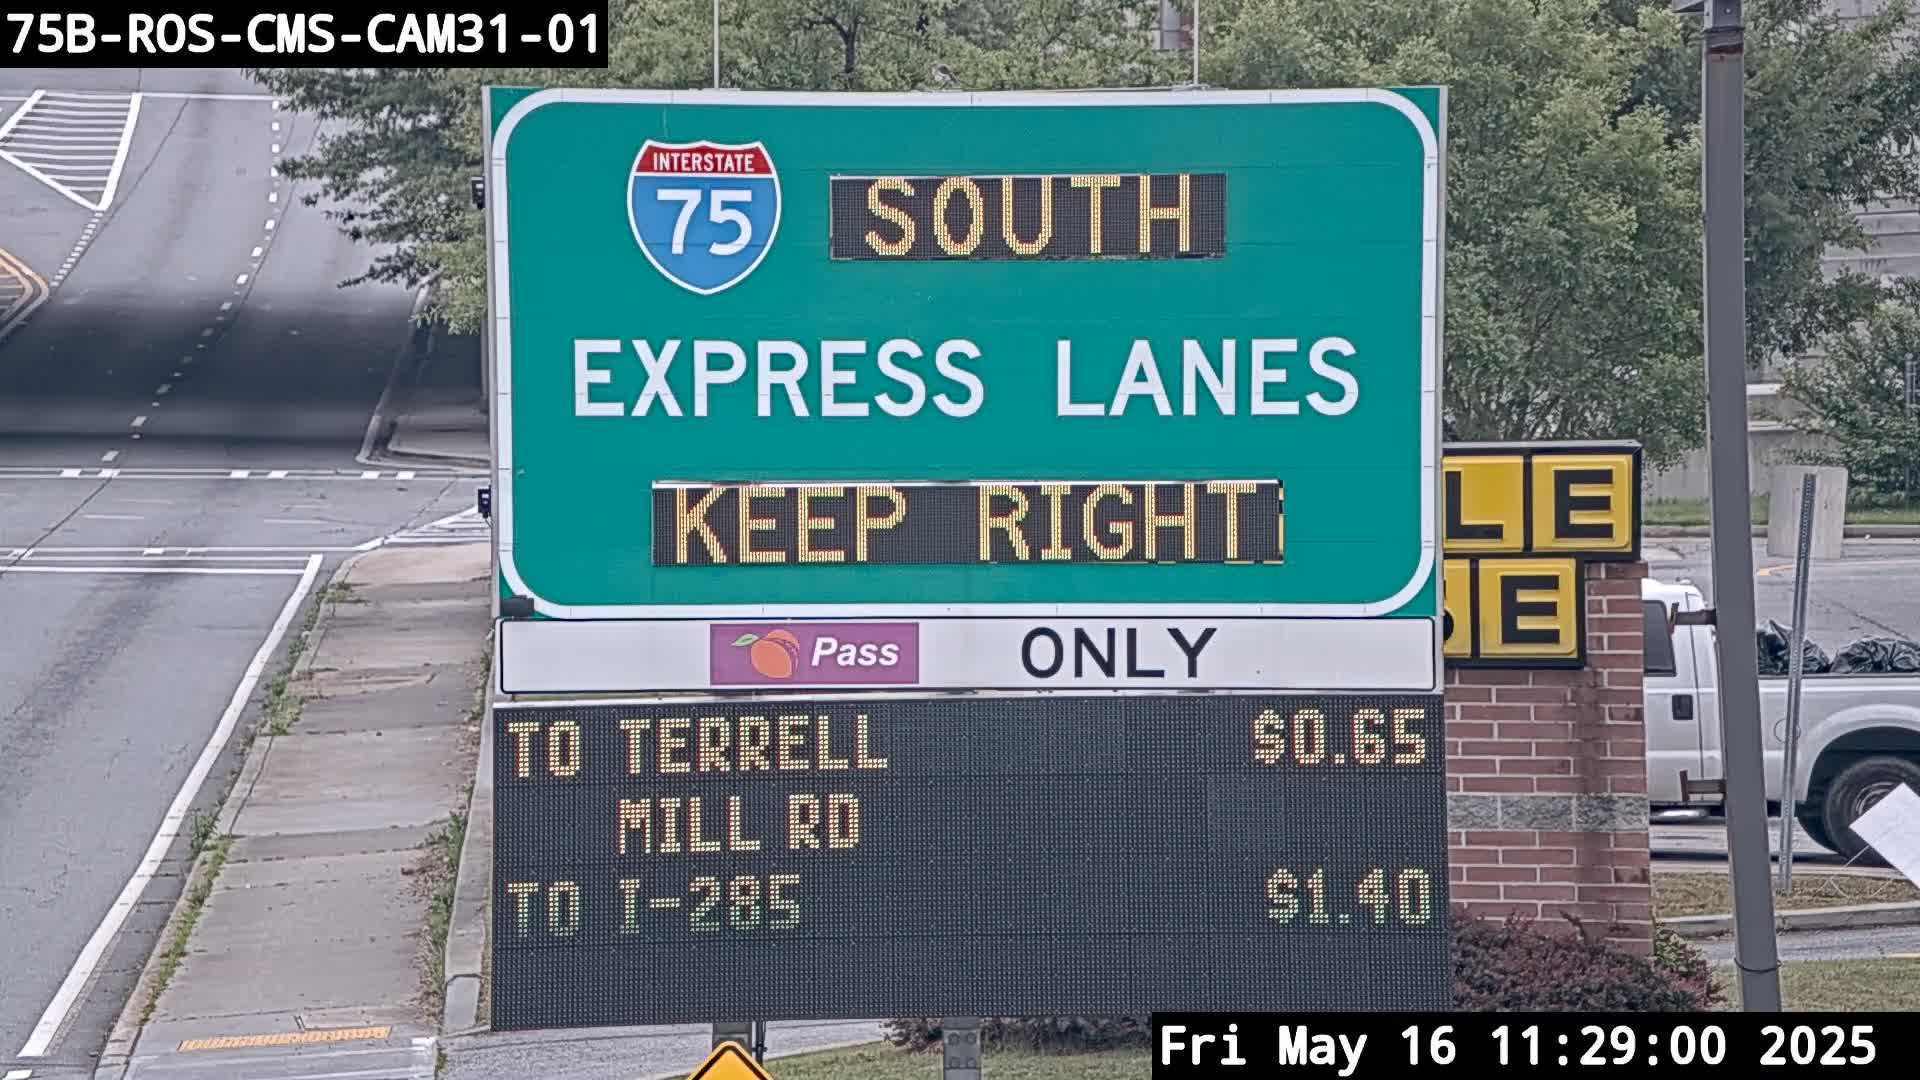 75B-ROS-CMS-CAM31-01
INTERSTATE
75
SOUTH
EXPRESS LANES
KEEP RIGHT
LE
E
Pass ONLY
TO TERRELL $0.65
MILL RD
TO I-285 $1.40
Fri May 16 11:29:00 2025